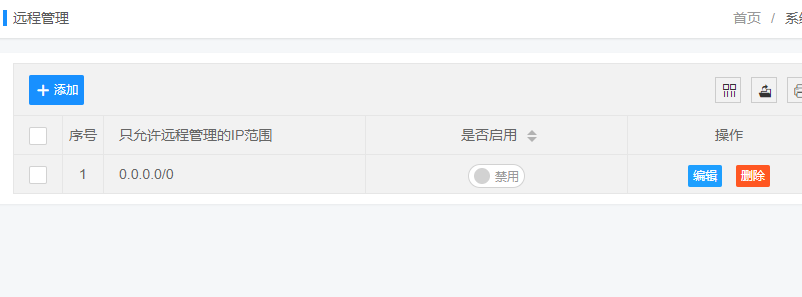 远程管理
首页 / 系统
添加
序号 只允许远程管理的IP范围 是否启用 操作
1 0.0.0.0/0 禁用 编辑 删除